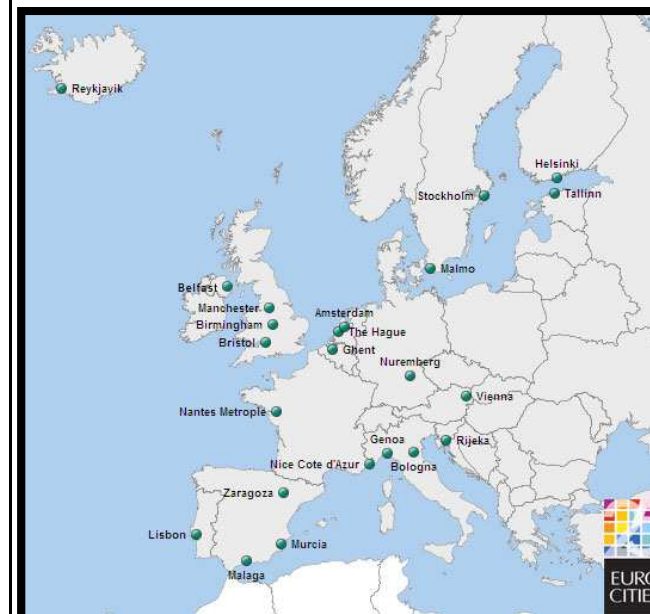 Reykjavik
Helsinki
Stockholm
Tallinn
Malmo
Belfast
Manchester
Amsterdam
Birmingham
The Hague
Bristol
Ghent
Nuremberg
Vienna
Nantes Metrople
Genoa
Rijeka
Nice Cote d'Azur
Bologna
Zaragoza
Lisbon
Murcia
Malaga
EURO
CITIE